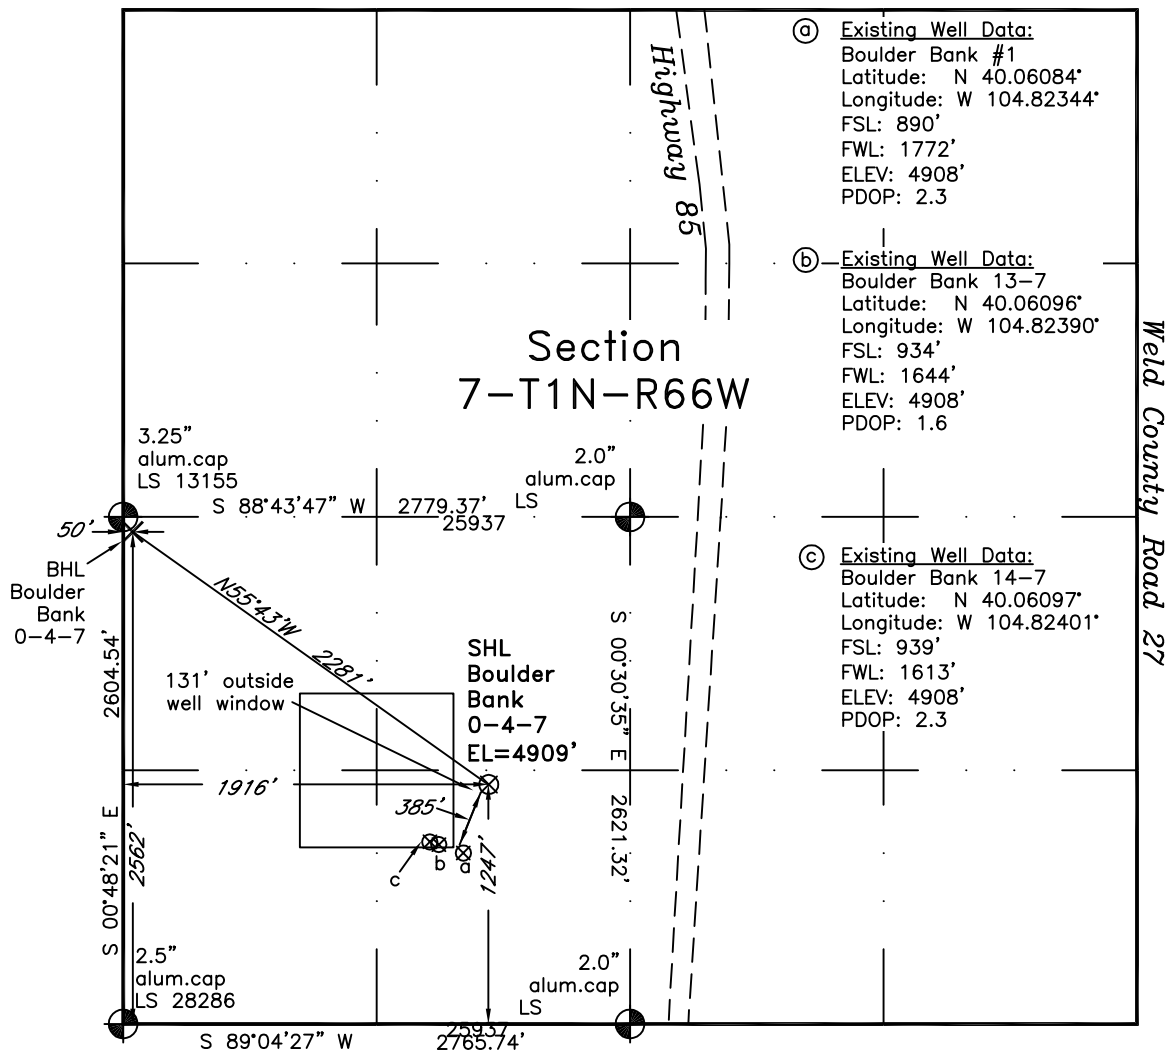 ⓐ Existing Well Data:
Boulder Bank #1
Latitude: N 40.06084°
Longitude: W 104.82344°
FSL: 890'
FWL: 1772'
ELEV: 4908'
PDOP: 2.3
Highway 85
ⓑ Existing Well Data:
Boulder Bank 13-7
Latitude: N 40.06096°
Longitude: W 104.82390°
FSL: 934'
FWL: 1644'
ELEV: 4908'
PDOP: 1.6
Section
7-T1N-R66W
Weld County Road 27
3.25"
alum.cap
LS 13155
2.0"
alum.cap
LS
25937
S 88°43'47" W 2779.37'
50'
BHL
Boulder
Bank
0-4-7
N55°43'W
2281'
ⓒ Existing Well Data:
Boulder Bank 14-7
Latitude: N 40.06097°
Longitude: W 104.82401°
FSL: 939'
FWL: 1613'
ELEV: 4908'
PDOP: 2.3
S 00°48'21" E 2604.54'
S 00°30'35" E 2621.32'
131' outside
well window
SHL
Boulder
Bank
0-4-7
EL=4909'
1916'
385'
2562'
1247'
a
b
c
2.5"
alum.cap
LS 28286
2.0"
alum.cap
LS
25937
S 89°04'27" W 2765.74'